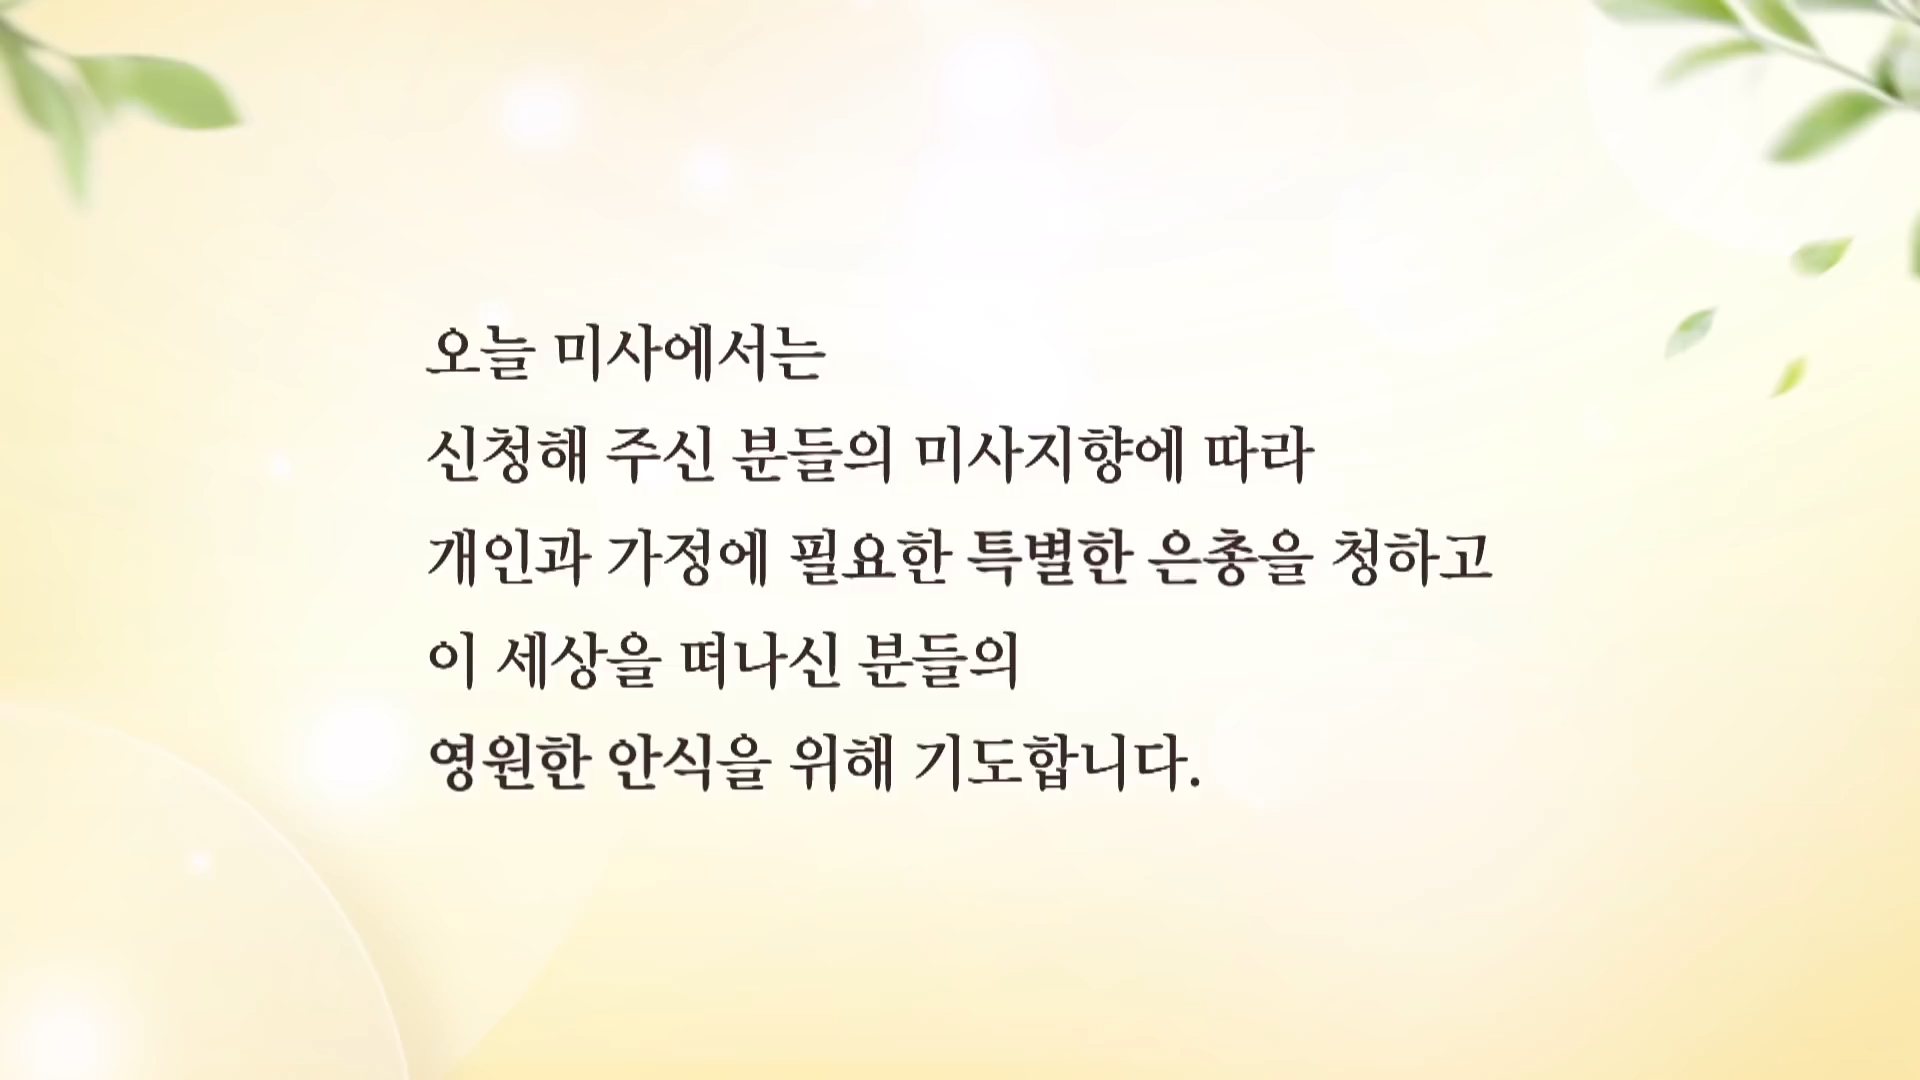 오늘 미사에서는
신청해 주신 분들의 미사지향에 따라
개인과 가정에 필요한 특별한 은총을 청하고
이 세상을 떠나신 분들의
영원한 안식을 위해 기도합니다.